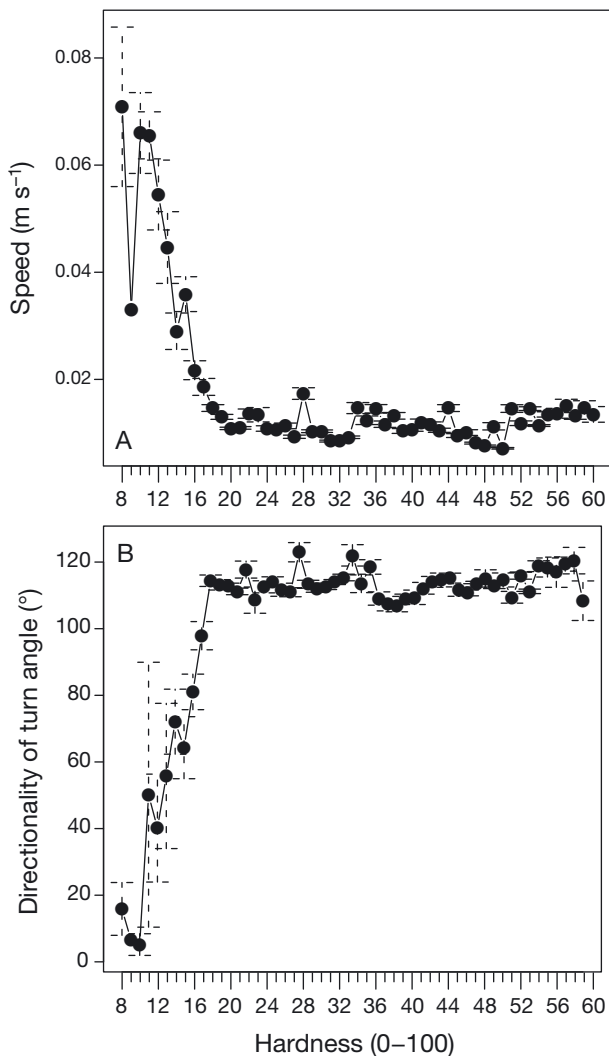 0.08
0.06
0.04
0.02
Speed (m s⁻¹)
A
8 12 16 20 24 28 32 36 40 44 48 52 56 60
B
120
100
80
60
40
20
0
Directionality of turn angle (°)
8 12 16 20 24 28 32 36 40 44 48 52 56 60
Hardness (0–100)